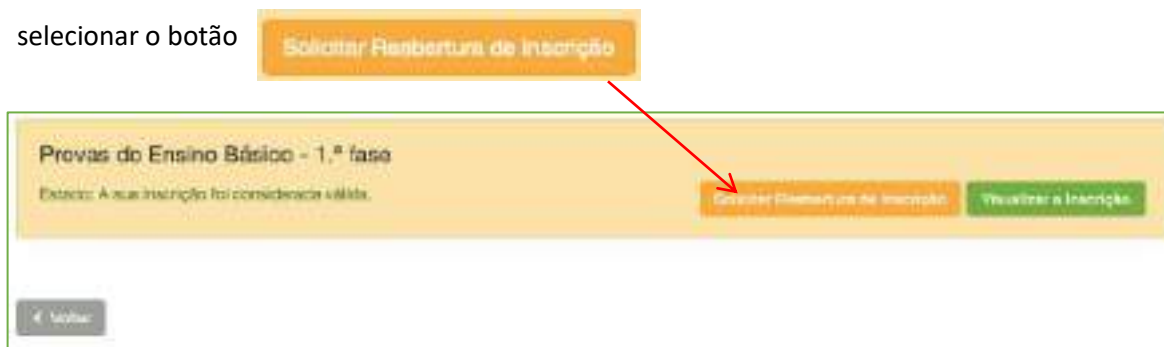 selecionar o botão
Solicitar Reabertura de Inscrição
Provas do Ensino Básico - 1.ª fase
Estado: A sua inscrição foi considerada válida.
Solicitar Reabertura de Inscrição
Visualizar a Inscrição
Voltar